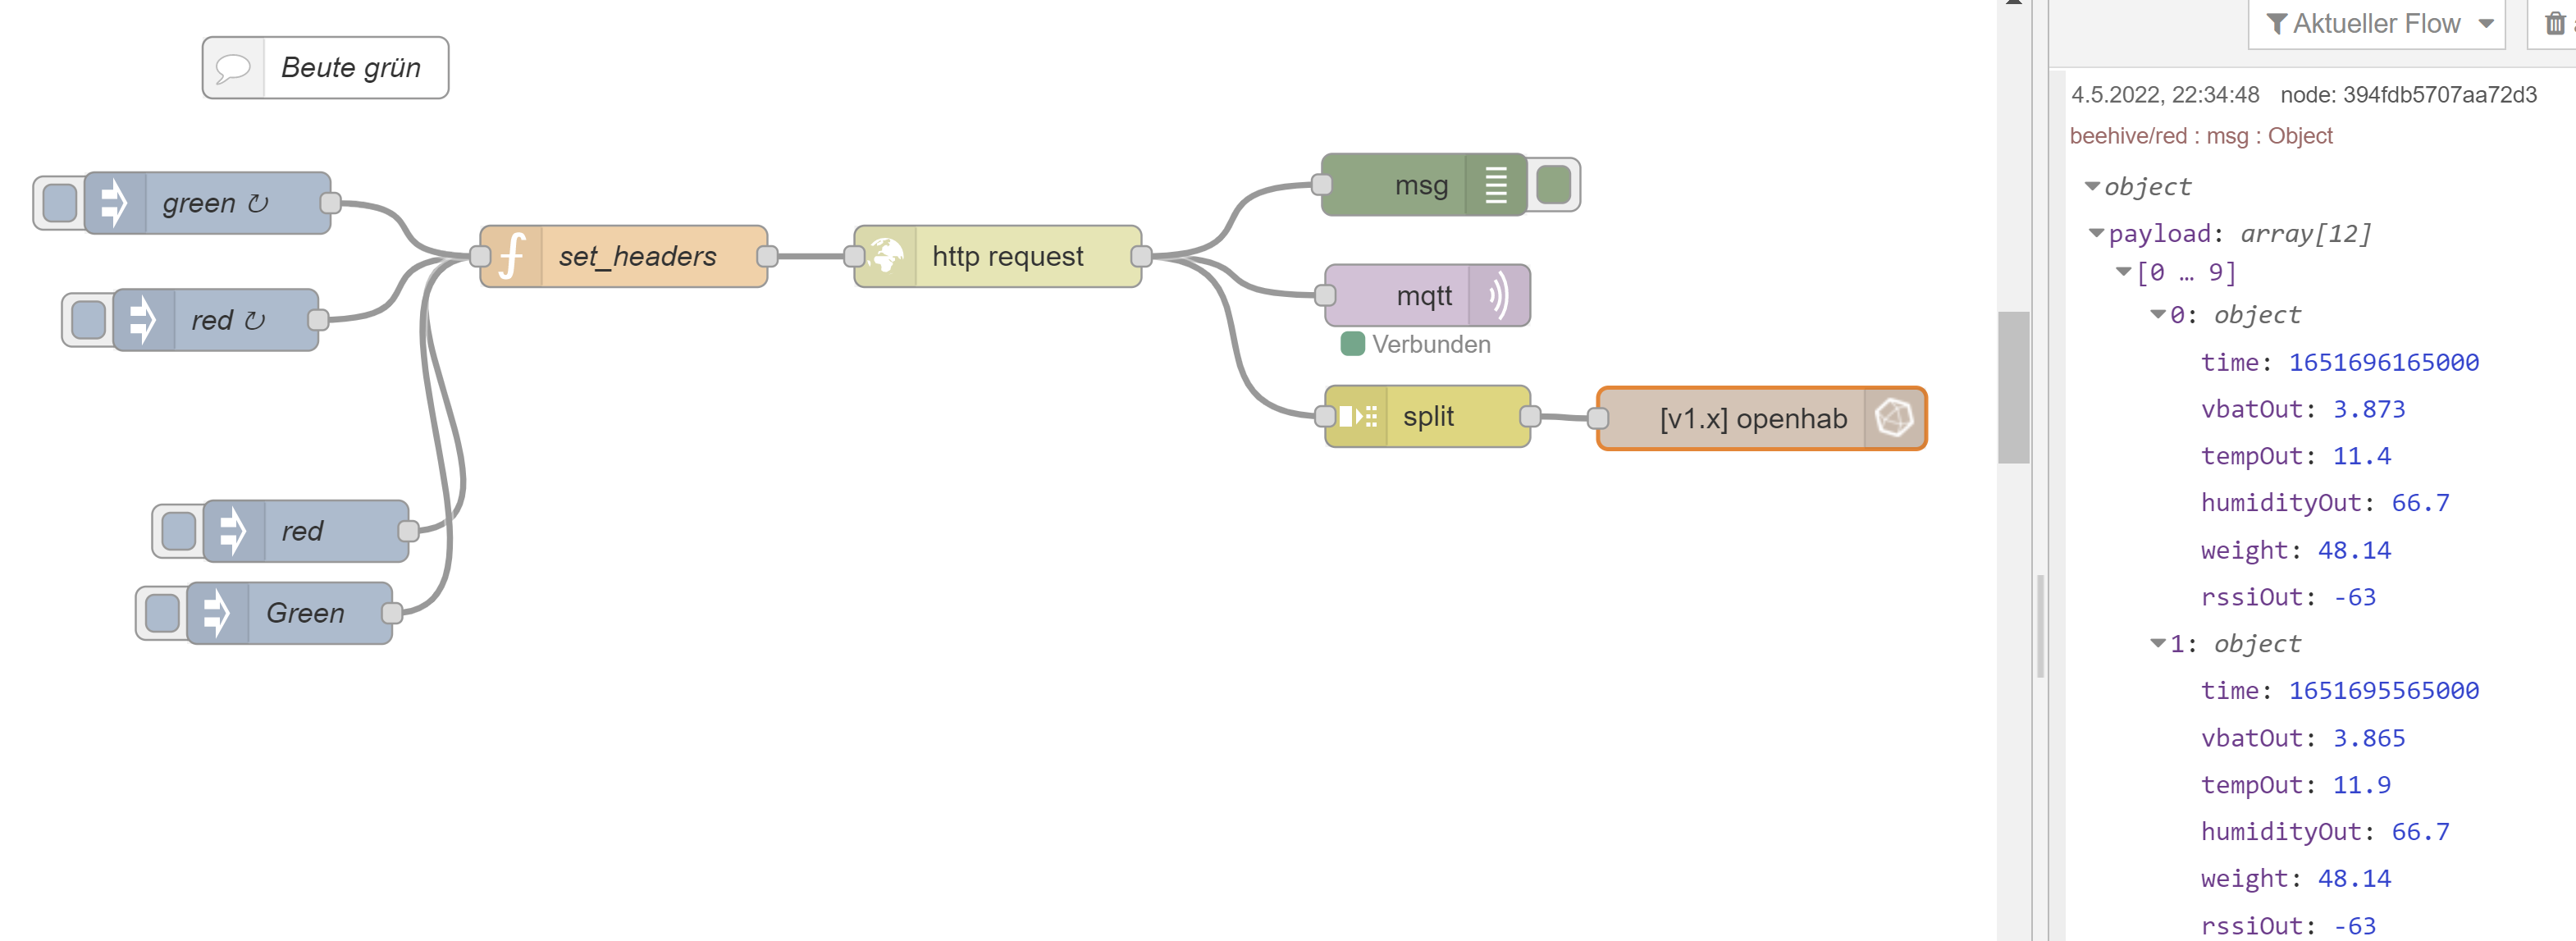 Beute grün
green ↻
red ↻
set_headers
http request
msg
mqtt
Verbunden
split
[v1.x] openhab
red
Green
Aktueller Flow
4.5.2022, 22:34:48 node: 394fdb5707aa72d3
beehive/red : msg : Object
object
payload: array[12]
[0 … 9]
0: object
time: 1651696165000
vbatOut: 3.873
tempOut: 11.4
humidityOut: 66.7
weight: 48.14
rssiOut: -63
1: object
time: 1651695565000
vbatOut: 3.865
tempOut: 11.9
humidityOut: 66.7
weight: 48.14
rssiOut: -63